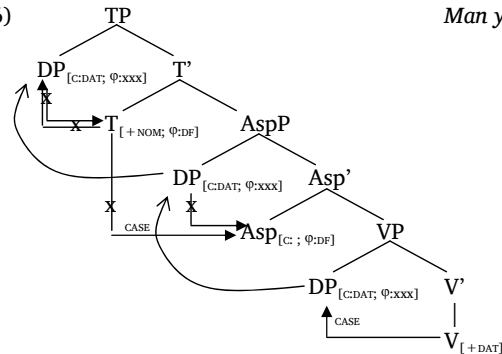 6) TP Man y
DP[C:DAT; φ:xxx] T’
x
x T[+NOM; φ:DF] AspP
DP[C:DAT; φ:xxx] Asp’
x x
CASE Asp[C: ; φ:DF] VP
DP[C:DAT; φ:xxx] V’
CASE
V[+DAT]